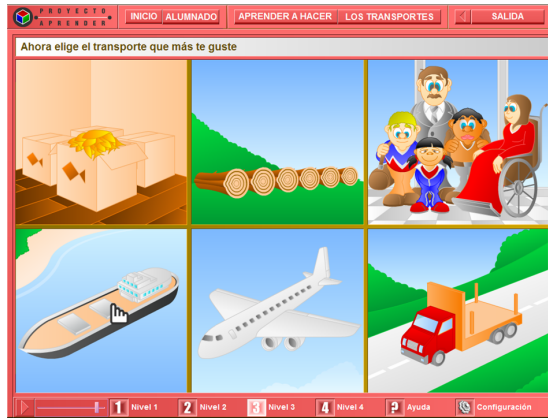 PROYECTO
APRENDER
INICIO ALUMNADO APRENDER A HACER LOS TRANSPORTES SALIDA
Ahora elige el transporte que más te guste
1 Nivel 1 2 Nivel 2 3 Nivel 3 4 Nivel 4 ? Ayuda Configuración